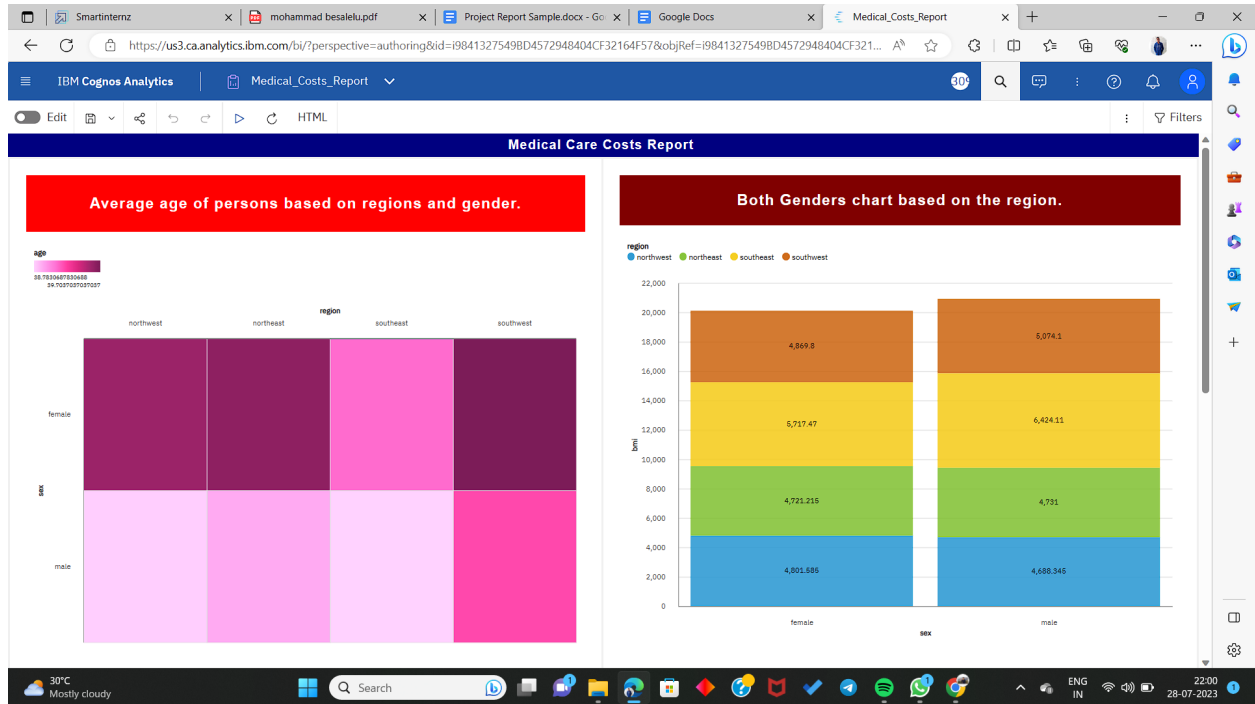 Smartinternz
mohammad besalelu.pdf
Project Report Sample.docx - Go
Google Docs
Medical_Costs_Report
https://us3.ca.analytics.ibm.com/bi/?perspective=authoring&id=i9841327549BD4572948404CF32164F57&objRef=i9841327549BD4572948404CF321...
IBM Cognos Analytics
Medical_Costs_Report
309
Edit
HTML
Filters
Medical Care Costs Report
Average age of persons based on regions and gender.
age
38.7830687830688
39.7037037037037
region
northwest northeast southeast southwest
female
sex
male
Both Genders chart based on the region.
region
northwest northeast southeast southwest
22,000
20,000
18,000
16,000
14,000
12,000
10,000
8,000
6,000
4,000
2,000
0
bmi
4,869.8
5,074.1
5,717.47
6,424.11
4,721.215
4,731
4,801.585
4,688.345
female
male
sex
30°C
Mostly cloudy
Search
ENG
IN
22:00
28-07-2023